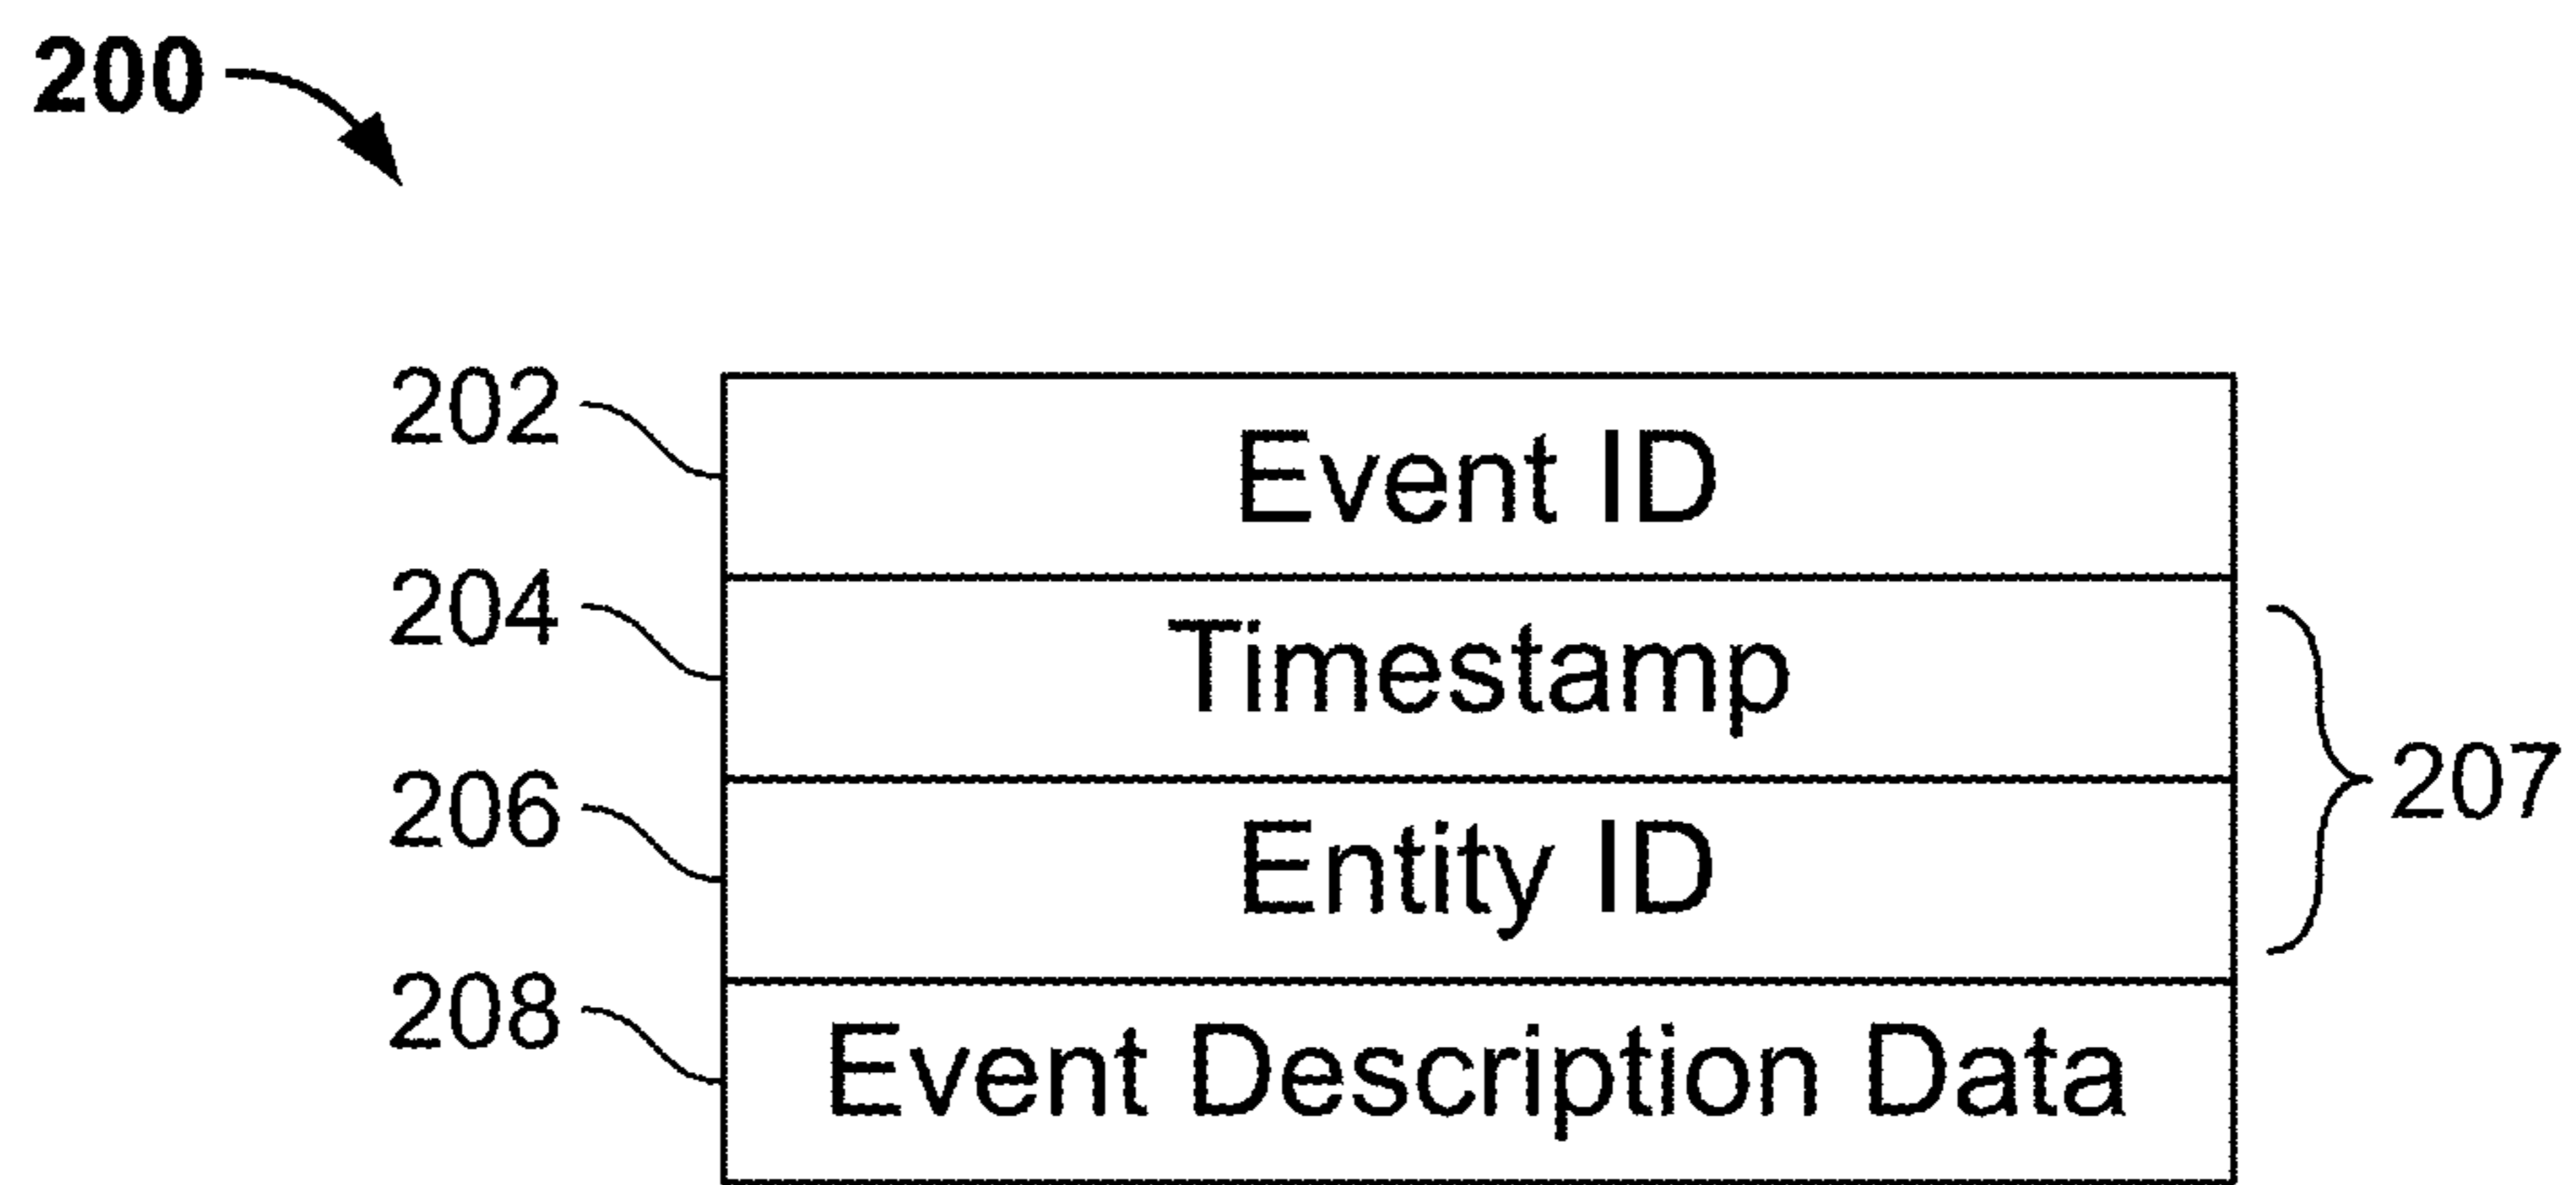 200
202 Event ID
204 Timestamp
206 Entity ID
207
208 Event Description Data